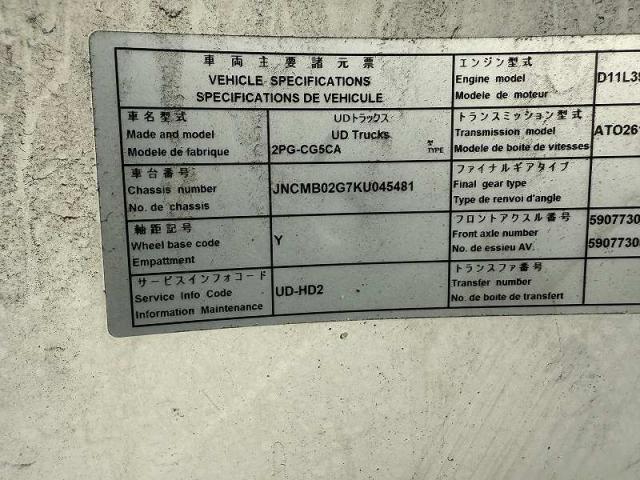 車両主要諸元票
VEHICLE SPECIFICATIONS
SPECIFICATIONS DE VEHICULE
車名型式
Made and model
Modele de fabrique
UDトラックス
UD Trucks
2PG-CG5CA
型
TYPE
車台番号
Chassis number
No. de chassis
JNCMB02G7KU045481
軸距記号
Wheel base code
Empattment
Y
サービスインフォコード
Service Info Code
Information Maintenance
UD-HD2
エンジン型式
Engine model
Modele de moteur
D11L39
トランスミッション型式
Transmission model
Modele de boite de vitesses
ATO261
ファイナルギアタイプ
Final gear type
Type de renvoi d'angle
フロントアクスル番号
Front axle number
No. de essieu AV.
5907730
5907730
トランスファ番号
Transfer number
No. de boite de transfert